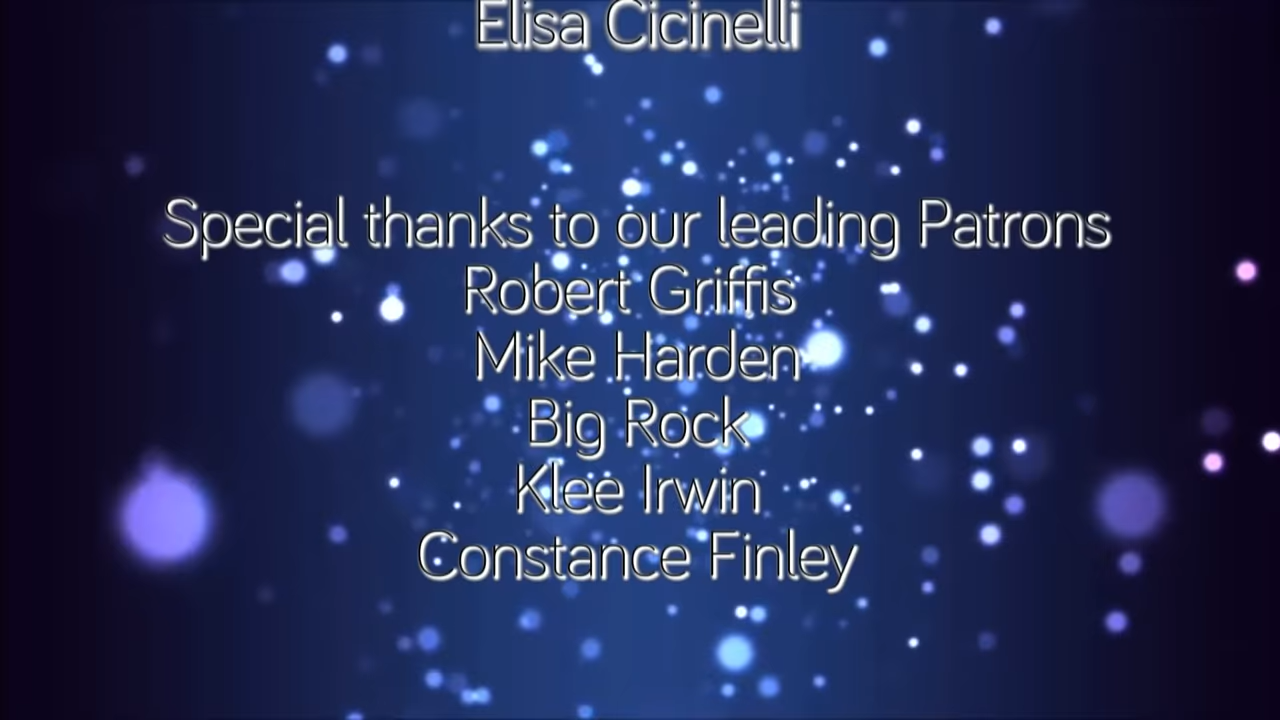 Elisa Cicinelli
Special thanks to our leading Patrons
Robert Griffis
Mike Harden
Big Rock
Klee Irwin
Constance Finley